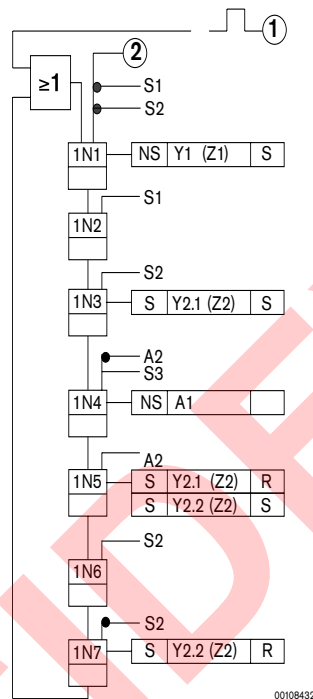 1
2
≥1
S1
S2
1N1 NS Y1 (Z1) S
S1
1N2
S2
1N3 S Y2.1 (Z2) S
A2
S3
1N4 NS A1
A2
1N5 S Y2.1 (Z2) R
S Y2.2 (Z2) S
S2
1N6
S2
1N7 S Y2.2 (Z2) R
00108432